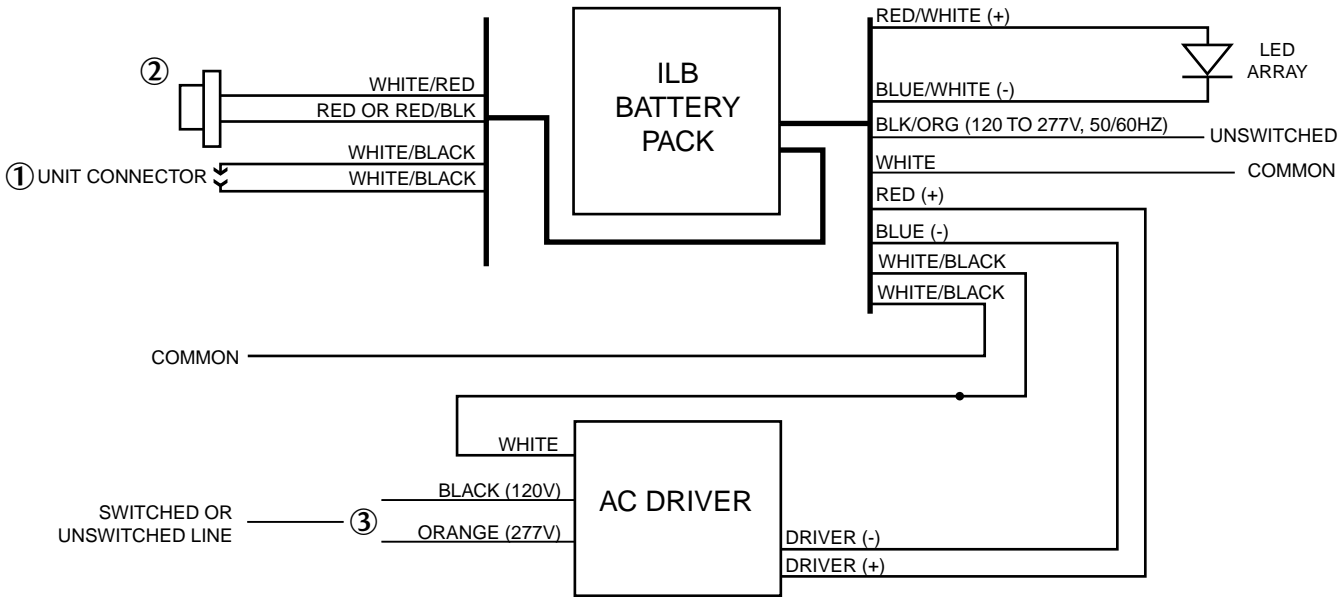 RED/WHITE (+)
②
WHITE/RED
RED OR RED/BLK
① UNIT CONNECTOR
WHITE/BLACK
WHITE/BLACK
ILB
BATTERY
PACK
LED
ARRAY
BLUE/WHITE (-)
BLK/ORG (120 TO 277V, 50/60HZ)
UNSWITCHED
WHITE
COMMON
RED (+)
BLUE (-)
WHITE/BLACK
WHITE/BLACK
COMMON
WHITE
BLACK (120V)
SWITCHED OR
UNSWITCHED LINE
③
ORANGE (277V)
AC DRIVER
DRIVER (-)
DRIVER (+)